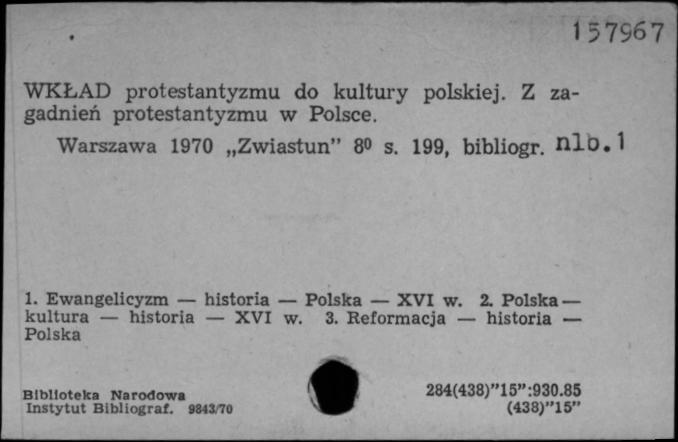 157967
WKŁAD protestantyzmu do kultury polskiej. Z za-
gadnień protestantyzmu w Polsce.
Warszawa 1970 „Zwiastun” 8⁰ s. 199, bibliogr. nlb. 1
1. Ewangelicyzm — historia — Polska — XVI w. 2. Polska —
kultura — historia — XVI w. 3. Reformacja — historia —
Polska
Biblioteka Narodowa
Instytut Bibliograf. 9843/70
284(438)”15”:930.85
(438)”15”